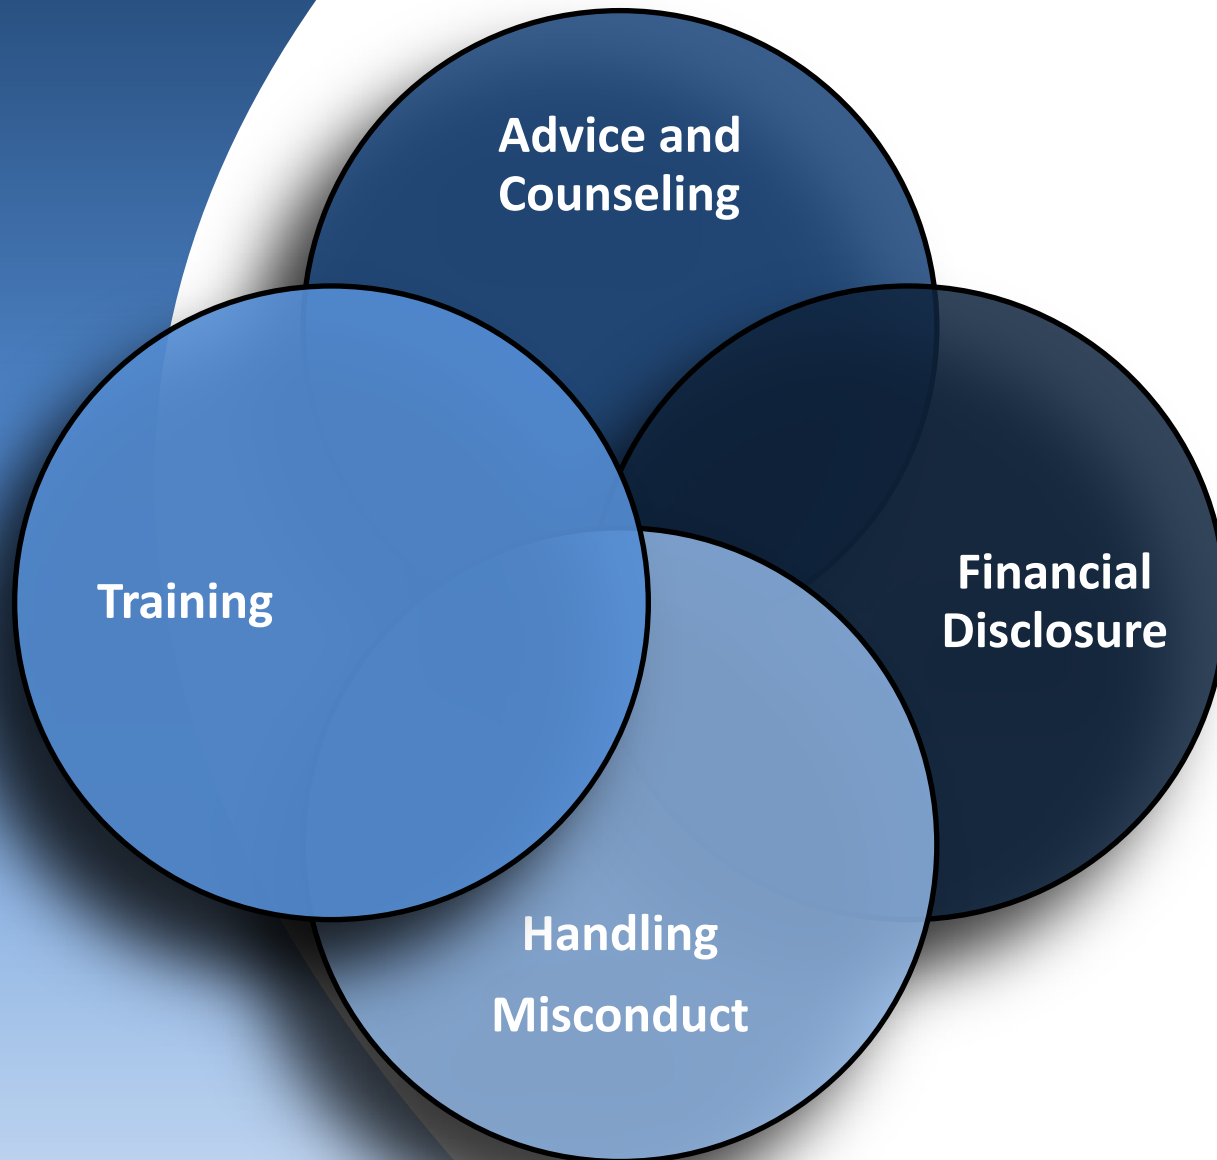 Advice and
Counseling
Financial
Disclosure
Training
Handling
Misconduct